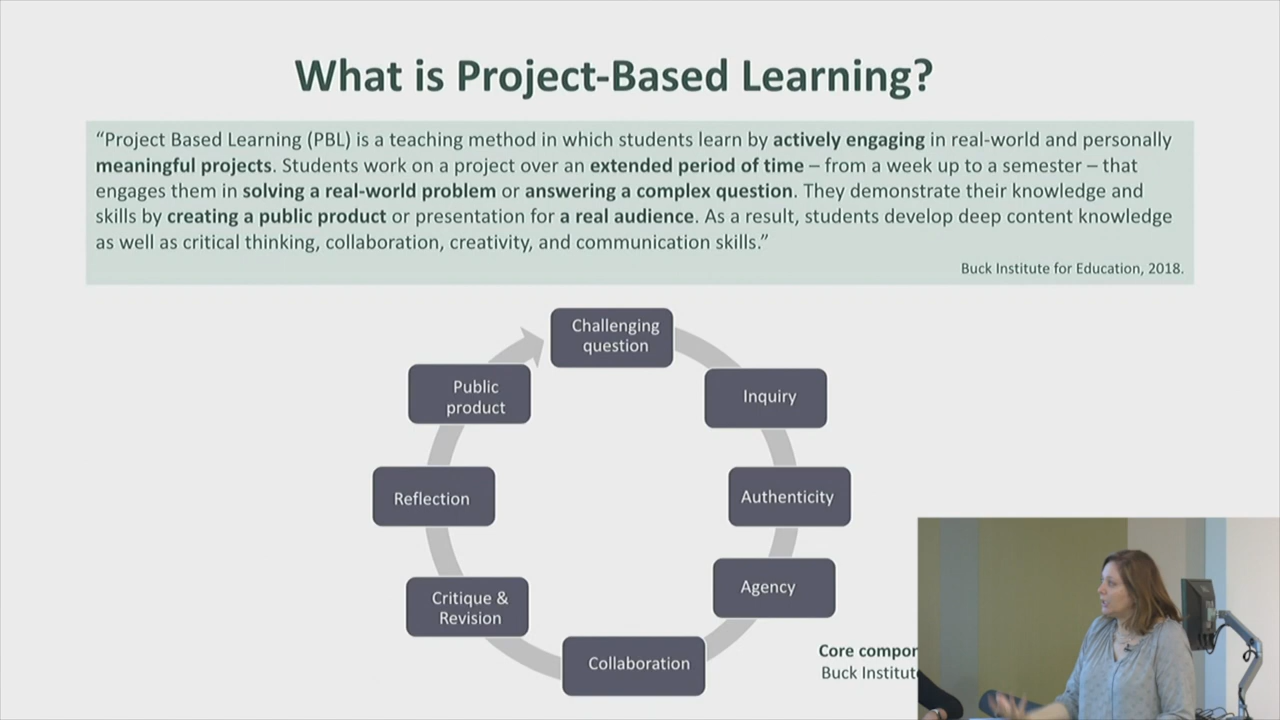 What is Project-Based Learning?
“Project Based Learning (PBL) is a teaching method in which students learn by actively engaging in real-world and personally
meaningful projects. Students work on a project over an extended period of time – from a week up to a semester – that
engages them in solving a real-world problem or answering a complex question. They demonstrate their knowledge and
skills by creating a public product or presentation for a real audience. As a result, students develop deep content knowledge
as well as critical thinking, collaboration, creativity, and communication skills.”
Buck Institute for Education, 2018.
Challenging
question
Inquiry
Authenticity
Agency
Collaboration
Critique &
Revision
Reflection
Public
product
Core
Buck